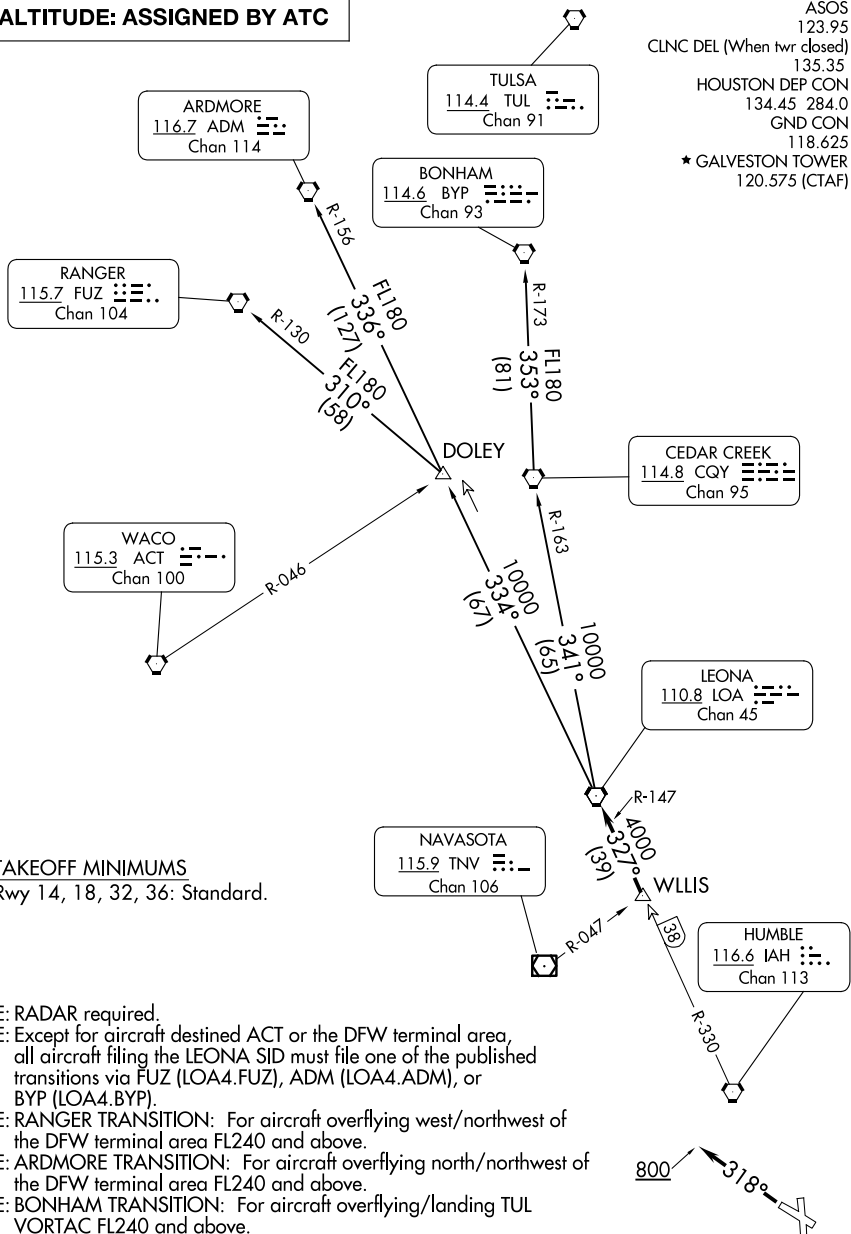 ALTITUDE: ASSIGNED BY ATC
ASOS
123.95
CLNC DEL (When twr closed)
135.35
HOUSTON DEP CON
134.45 284.0
GND CON
118.625
★ GALVESTON TOWER
120.575 (CTAF)
TULSA
114.4 TUL
Chan 91
ARDMORE
116.7 ADM
Chan 114
BONHAM
114.6 BYP
Chan 93
RANGER
115.7 FUZ
Chan 104
R-156
FL180
336°
(127)
R-130
FL180
310°
(58)
R-173
FL180
353°
(81)
DOLEY
CEDAR CREEK
114.8 CQY
Chan 95
WACO
115.3 ACT
Chan 100
R-046
R-163
10000
334°
(67)
10000
341°
(65)
LEONA
110.8 LOA
Chan 45
R-147
4000
327°
(39)
WLLIS
NAVASOTA
115.9 TNV
Chan 106
R-047
38
HUMBLE
116.6 IAH
Chan 113
R-330
TAKEOFF MINIMUMS
Rwy 14, 18, 32, 36: Standard.
E: RADAR required.
E: Except for aircraft destined ACT or the DFW terminal area,
all aircraft filing the LEONA SID must file one of the published
transitions via FUZ (LOA4.FUZ), ADM (LOA4.ADM), or
BYP (LOA4.BYP).
E: RANGER TRANSITION: For aircraft overflying west/northwest of
the DFW terminal area FL240 and above.
E: ARDMORE TRANSITION: For aircraft overflying north/northwest of
the DFW terminal area FL240 and above.
E: BONHAM TRANSITION: For aircraft overflying/landing TUL
VORTAC FL240 and above.
800
318°